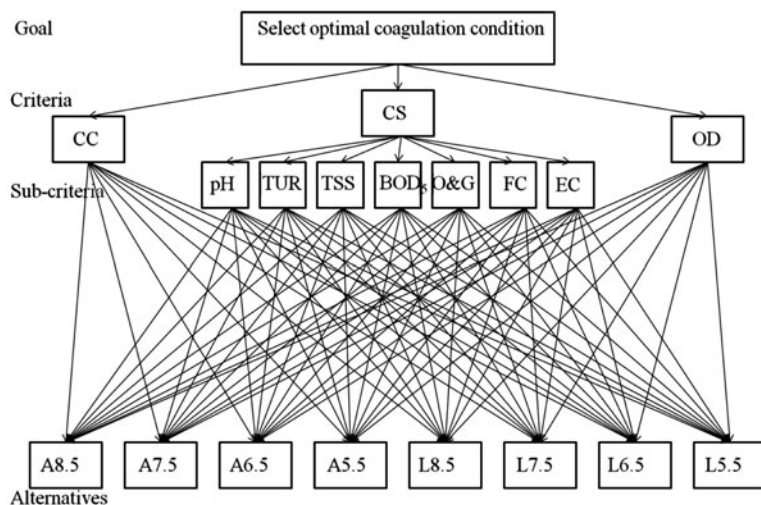 Goal
Select optimal coagulation condition
Criteria
CS
CC
OD
Sub-criteria
pH
TUR
TSS
BOD₅
O&G
FC
EC
A8.5
A7.5
A6.5
A5.5
L8.5
L7.5
L6.5
L5.5
Alternatives